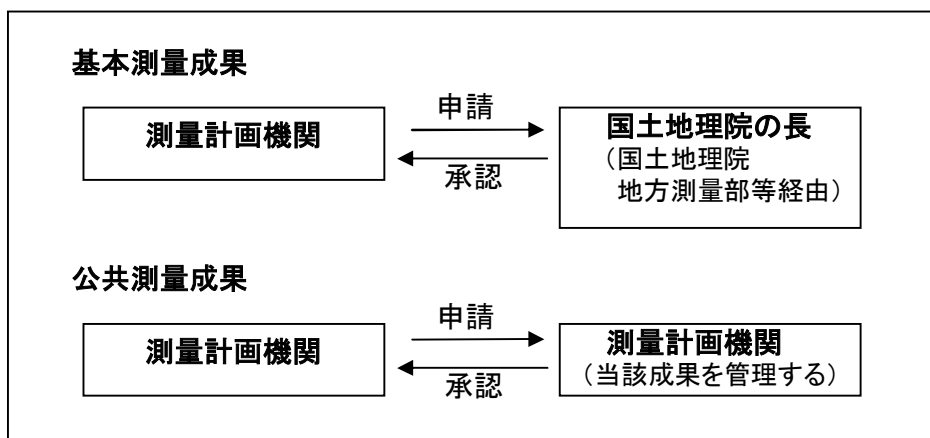 基本測量成果
測量計画機関
申請
承認
国土地理院の長
（国土地理院
地方測量部等経由）
公共測量成果
測量計画機関
申請
承認
測量計画機関
（当該成果を管理する）